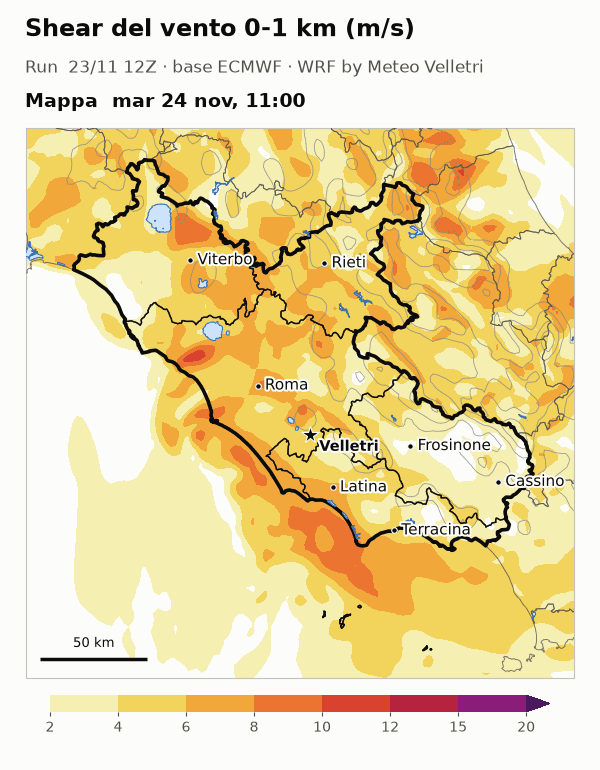 Shear del vento 0-1 km (m/s)
Run  23/11 12Z · base ECMWF · WRF by Meteo Velletri
Mappa  mar 24 nov, 11:00
Viterbo
Rieti
Roma
Velletri
Frosinone
Cassino
Latina
Terracina
50 km
2 4 6 8 10 12 15 20